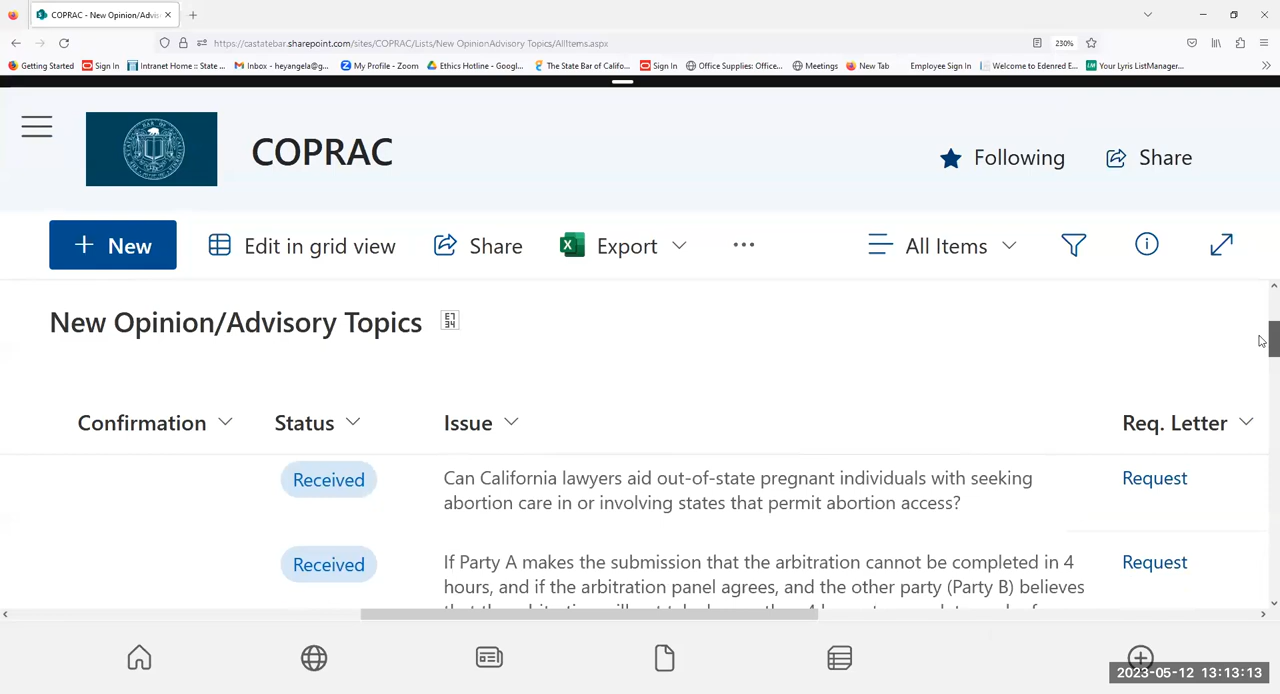 COPRAC - New Opinion/Advis
https://castatebar.sharepoint.com/sites/COPRAC/Lists/New OpinionAdvisory Topics/AllItems.aspx
230%
Getting Started Sign In Intranet Home :: State ... Inbox - heyangela@g... My Profile - Zoom Ethics Hotline - Googl... The State Bar of Califo... Sign In Office Supplies: Office... Meetings New Tab Employee Sign In Welcome to Edenred E... Your Lyris ListManager...
COPRAC
Following Share
+ New Edit in grid view Share Export ... All Items
New Opinion/Advisory Topics
Confirmation Status Issue Req. Letter
Received Can California lawyers aid out-of-state pregnant individuals with seeking Request
abortion care in or involving states that permit abortion access?
Received If Party A makes the submission that the arbitration cannot be completed in 4 Request
hours, and if the arbitration panel agrees, and the other party (Party B) believes
2023-05-12 13:13:13